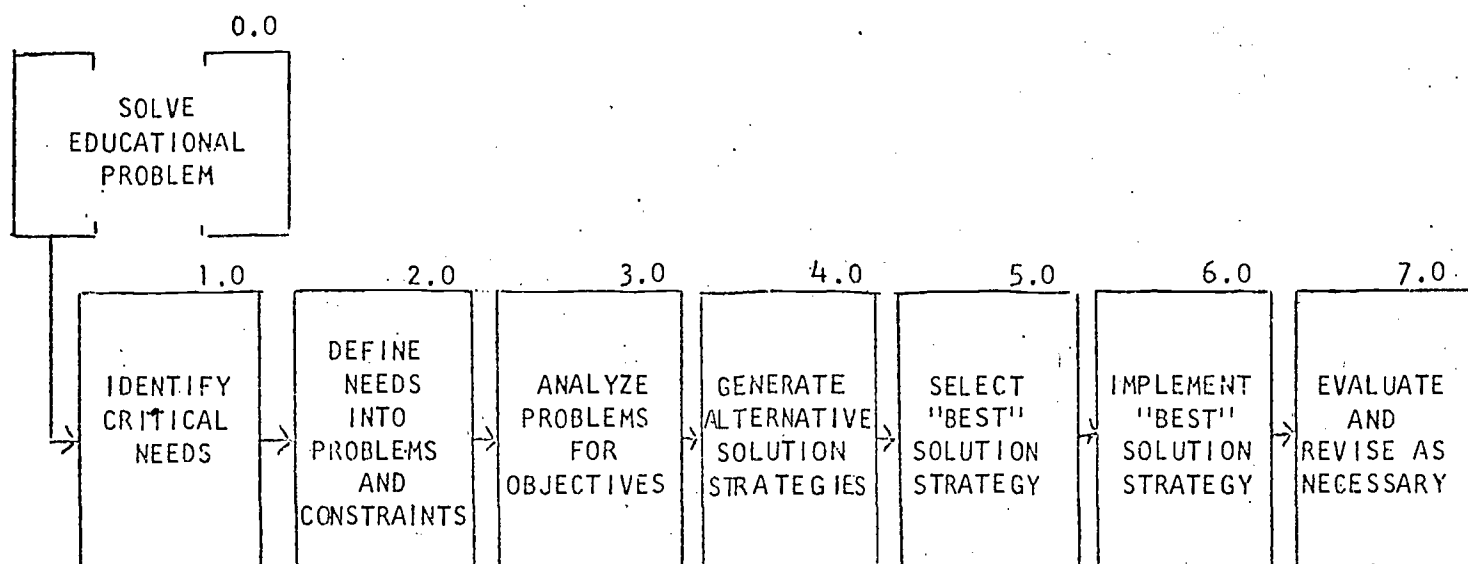 0.0
SOLVE
EDUCATIONAL
PROBLEM
1.0
IDENTIFY
CRITICAL
NEEDS
2.0
DEFINE
NEEDS
INTO
PROBLEMS
AND
CONSTRAINTS
3.0
ANALYZE
PROBLEMS
FOR
OBJECTIVES
4.0
GENERATE
ALTERNATIVE
SOLUTION
STRATEGIES
5.0
SELECT
"BEST"
SOLUTION
STRATEGY
6.0
IMPLEMENT
"BEST"
SOLUTION
STRATEGY
7.0
EVALUATE
AND
REVISE AS
NECESSARY